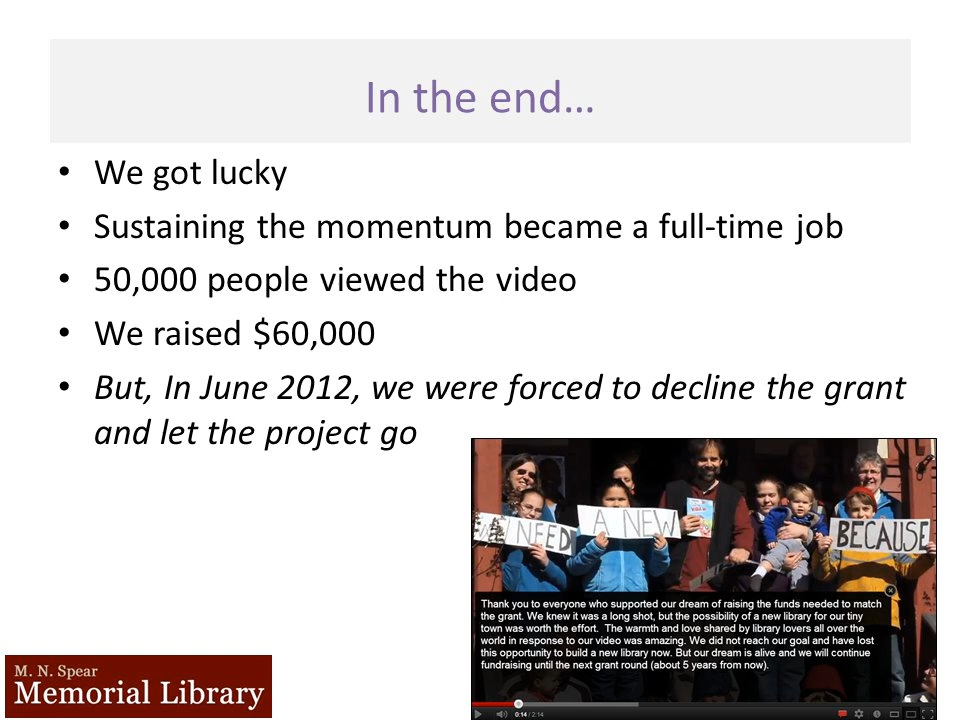 In the end…
• We got lucky
• Sustaining the momentum became a full-time job
• 50,000 people viewed the video
• We raised $60,000
• But, In June 2012, we were forced to decline the grant
and let the project go
NEED
A NEW
BECAUSE
Thank you to everyone who supported our dream of raising the funds needed to match
the grant. We knew it was a long shot, but the possibility of a new library for our tiny
town was worth the effort. The warmth and love shared by library lovers all over the
world in response to our video was amazing. We did not reach our goal and have lost
this opportunity to build a new library now. But our dream is alive and we will continue
fundraising until the next grant round (about 5 years from now).
0:14 / 2:14
M. N. Spear
Memorial Library